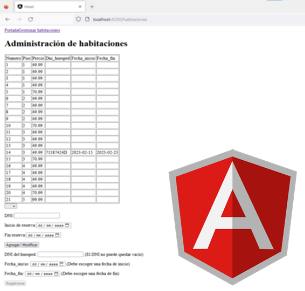 Hotel
localhost:4200/habitaciones
Portada Gestionar habitaciones
Administración de habitaciones
Numero Piso Precio Dni_huesped Fecha_inicio Fecha_fin
1 1 60.00
2 1 60.00
3 1 60.00
4 1 60.00
5 1 70.00
6 2 60.00
7 2 60.00
8 2 60.00
9 2 60.00
10 2 70.00
11 3 60.00
12 3 60.00
13 3 60.00
14 3 60.00 2023-02-15 2023-02-23
15 3 70.00
16 4 60.00
17 4 60.00
18 4 60.00
19 4 60.00
20 4 70.00
21 5 80.00
DNI
Inicio de reserva dd / mm / aaaa
Fin reserva dd / mm / aaaa
Agregar / Modificar
DNI del huesped (El DNI no puede quedar vacio)
Fecha_inicio dd / mm / aaaa (Debe escoger una fecha de inicio)
Fecha_fin dd / mm / aaaa (Debe escoger una fecha de fin)
Registrar
A